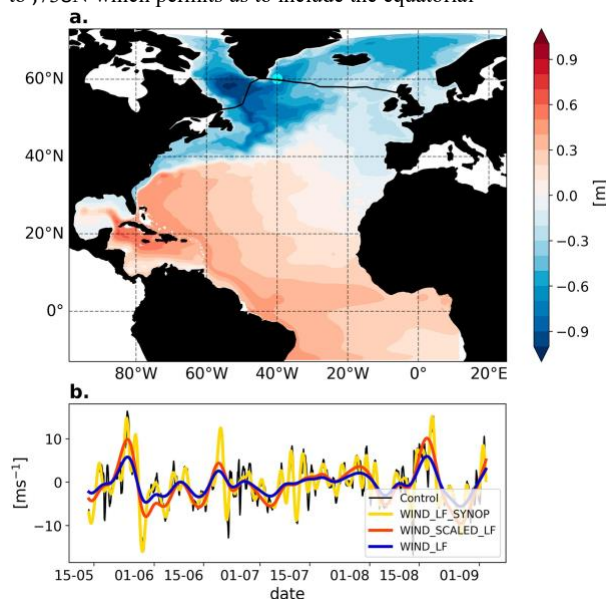 to which permits us to include the equatorial
a.
60°N
40°N
20°N
0°
80°W 60°W 40°W 20°W 0° 20°E
0.9
0.6
0.3
0.0
−0.3
−0.6
−0.9
[m]
b.
10
0
−10
[ms⁻¹]
Control
WIND_LF_SYNOP
WIND_SCALED_LF
WIND_LF
15-05 01-06 15-06 01-07 15-07 01-08 15-08 01-09
date